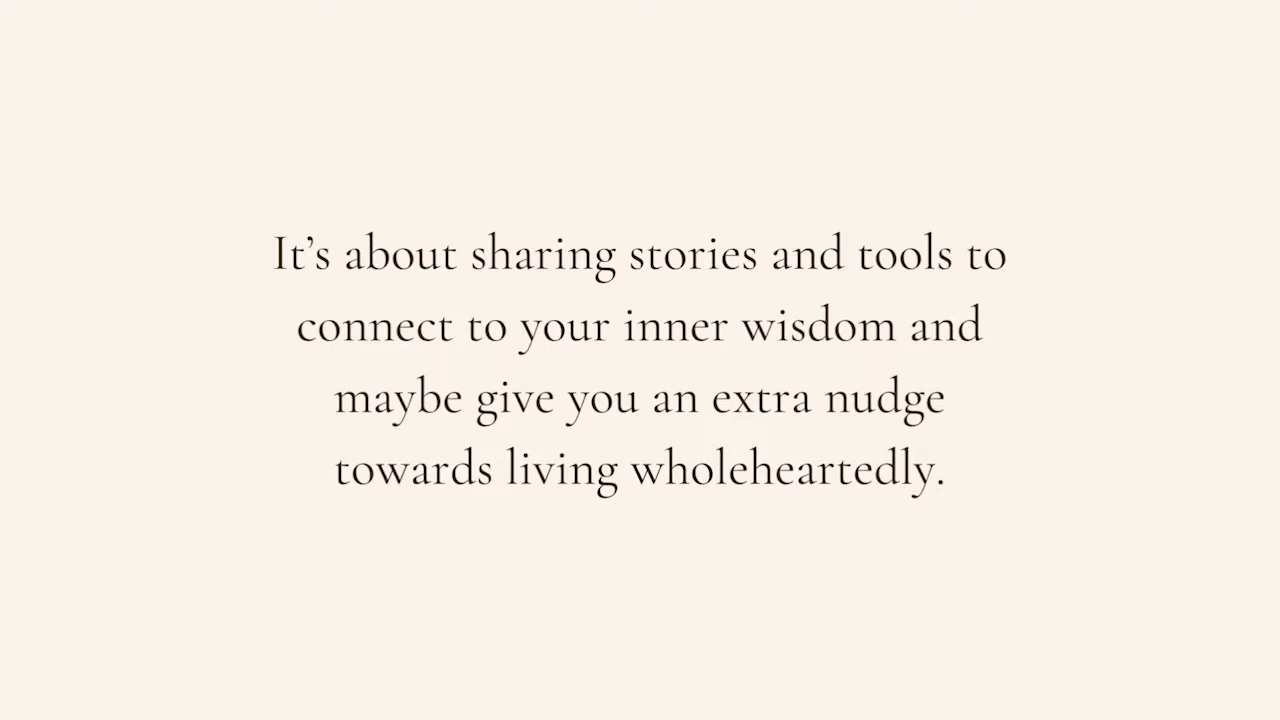 It’s about sharing stories and tools to
connect to your inner wisdom and
maybe give you an extra nudge
towards living wholeheartedly.